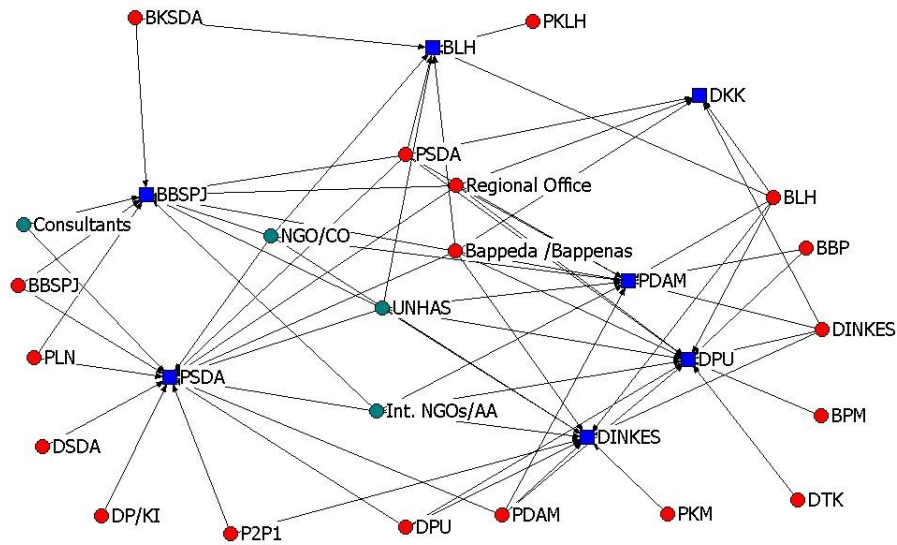 BKSDA
PKLH
BLH
DKK
PSDA
Regional Office
BBSPJ
BLH
Consultants
NGO/CO
Bappeda /Bappenas
BBP
PDAM
BBSPJ
UNHAS
DINKES
PLN
DPU
PSDA
Int. NGOs/AA
BPM
DINKES
DSDA
DTK
DP/KI
PDAM
PKM
DPU
P2P1